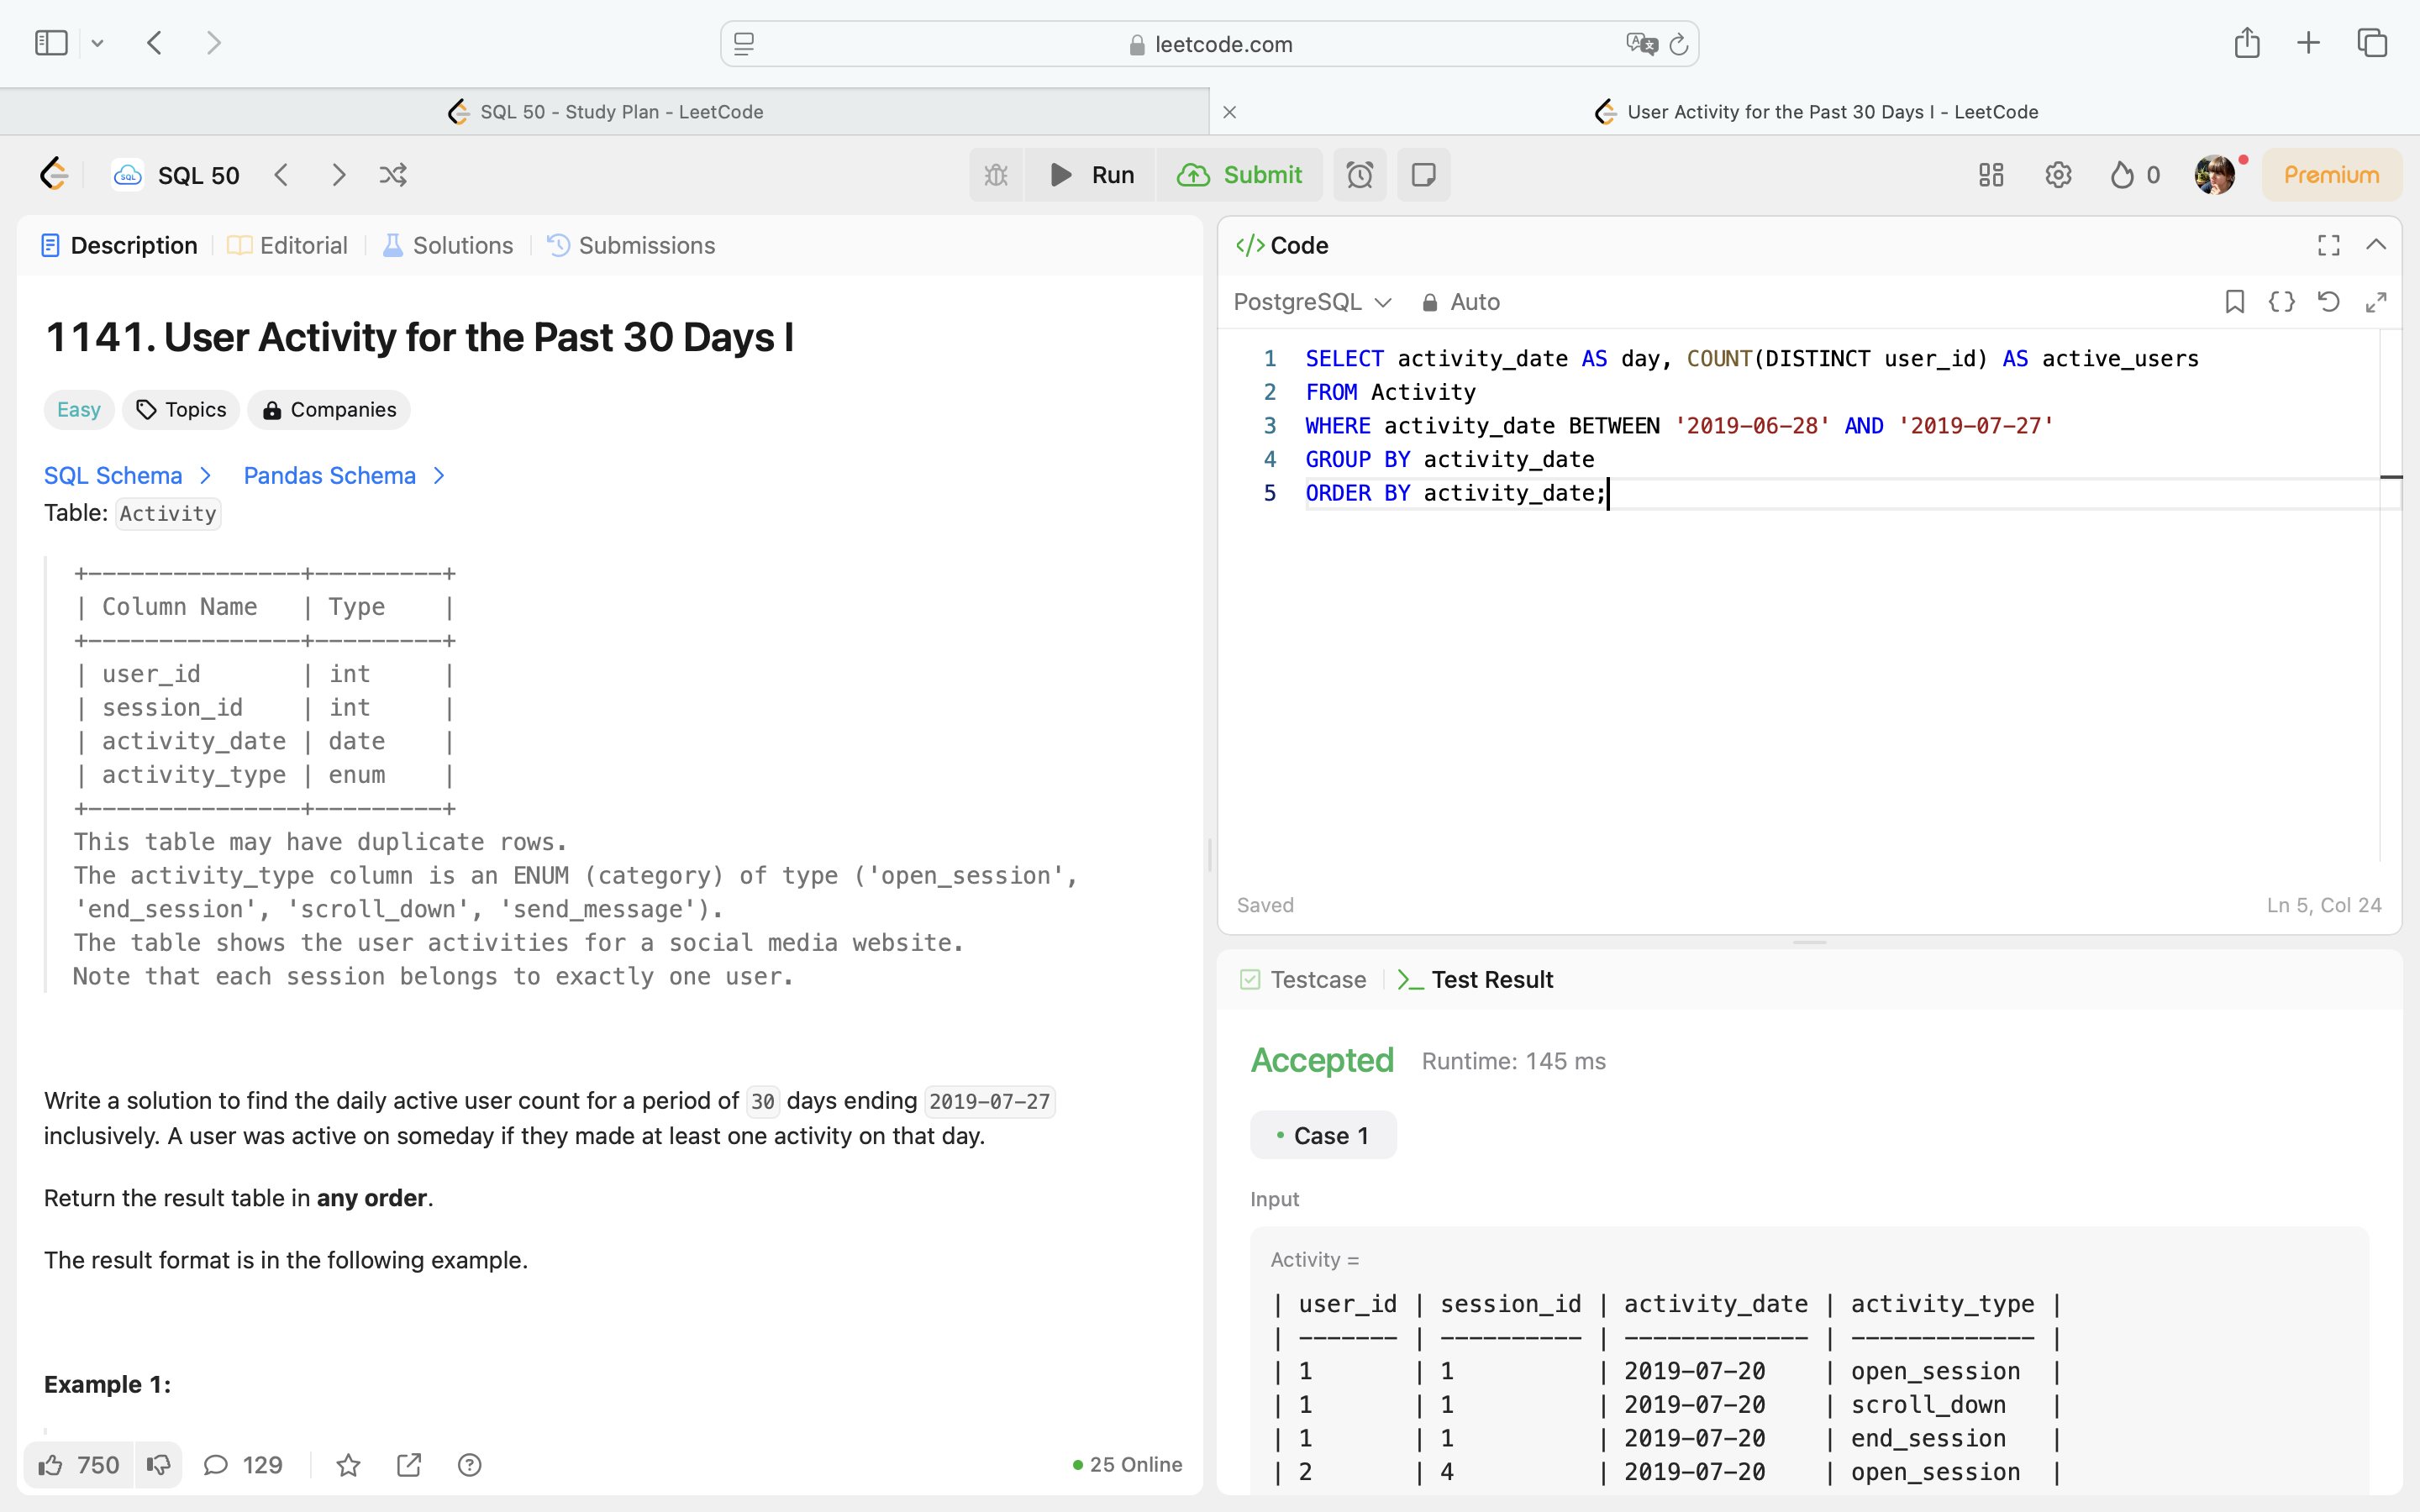 leetcode.com
SQL 50 - Study Plan - LeetCode
User Activity for the Past 30 Days I - LeetCode
SQL
SQL 50
Run
Submit
0
Premium
Description
Editorial
Solutions
Submissions
1141. User Activity for the Past 30 Days I
Easy
Topics
Companies
SQL Schema
Pandas Schema
Table: Activity
+---------------+---------+
| Column Name   | Type    |
+---------------+---------+
| user_id       | int     |
| session_id    | int     |
| activity_date | date    |
| activity_type | enum    |
+---------------+---------+
This table may have duplicate rows.
The activity_type column is an ENUM (category) of type ('open_session',
'end_session', 'scroll_down', 'send_message').
The table shows the user activities for a social media website.
Note that each session belongs to exactly one user.
Write a solution to find the daily active user count for a period of 30 days ending 2019-07-27
inclusively. A user was active on someday if they made at least one activity on that day.
Return the result table in any order.
The result format is in the following example.
Example 1:
750
129
25 Online
</> Code
PostgreSQL
Auto
1 SELECT activity_date AS day, COUNT(DISTINCT user_id) AS active_users
2 FROM Activity
3 WHERE activity_date BETWEEN '2019-06-28' AND '2019-07-27'
4 GROUP BY activity_date
5 ORDER BY activity_date;
Saved
Ln 5, Col 24
Testcase
>_ Test Result
Accepted
Runtime: 145 ms
• Case 1
Input
Activity =
| user_id | session_id | activity_date | activity_type |
| ------- | ---------- | ------------- | ------------- |
| 1       | 1          | 2019-07-20    | open_session  |
| 1       | 1          | 2019-07-20    | scroll_down   |
| 1       | 1          | 2019-07-20    | end_session   |
| 2       | 4          | 2019-07-20    | open_session  |